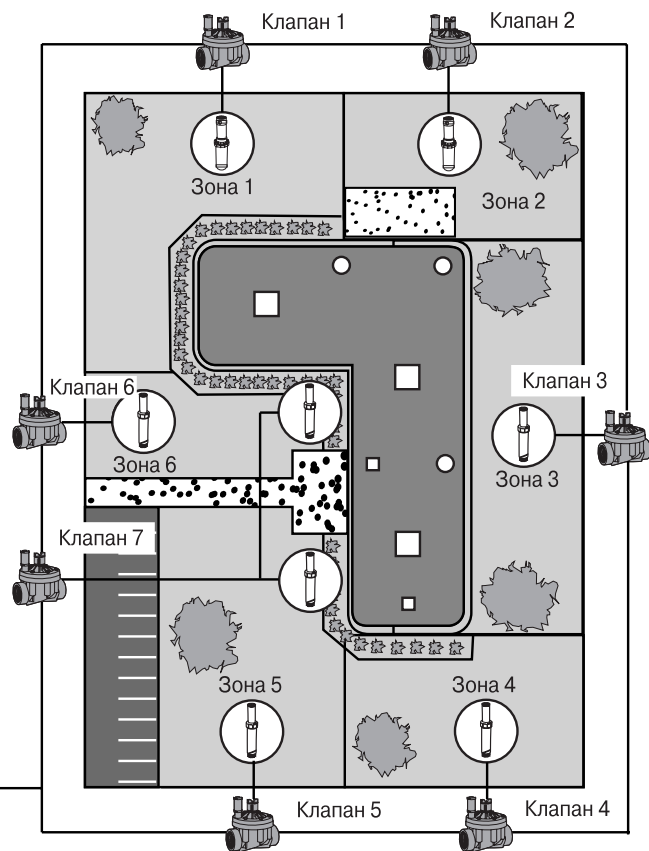 Клапан 1
Клапан 2
Зона 1
Зона 2
Клапан 6
Клапан 3
Зона 6
Зона 3
Клапан 7
Зона 5
Зона 4
Клапан 5
Клапан 4